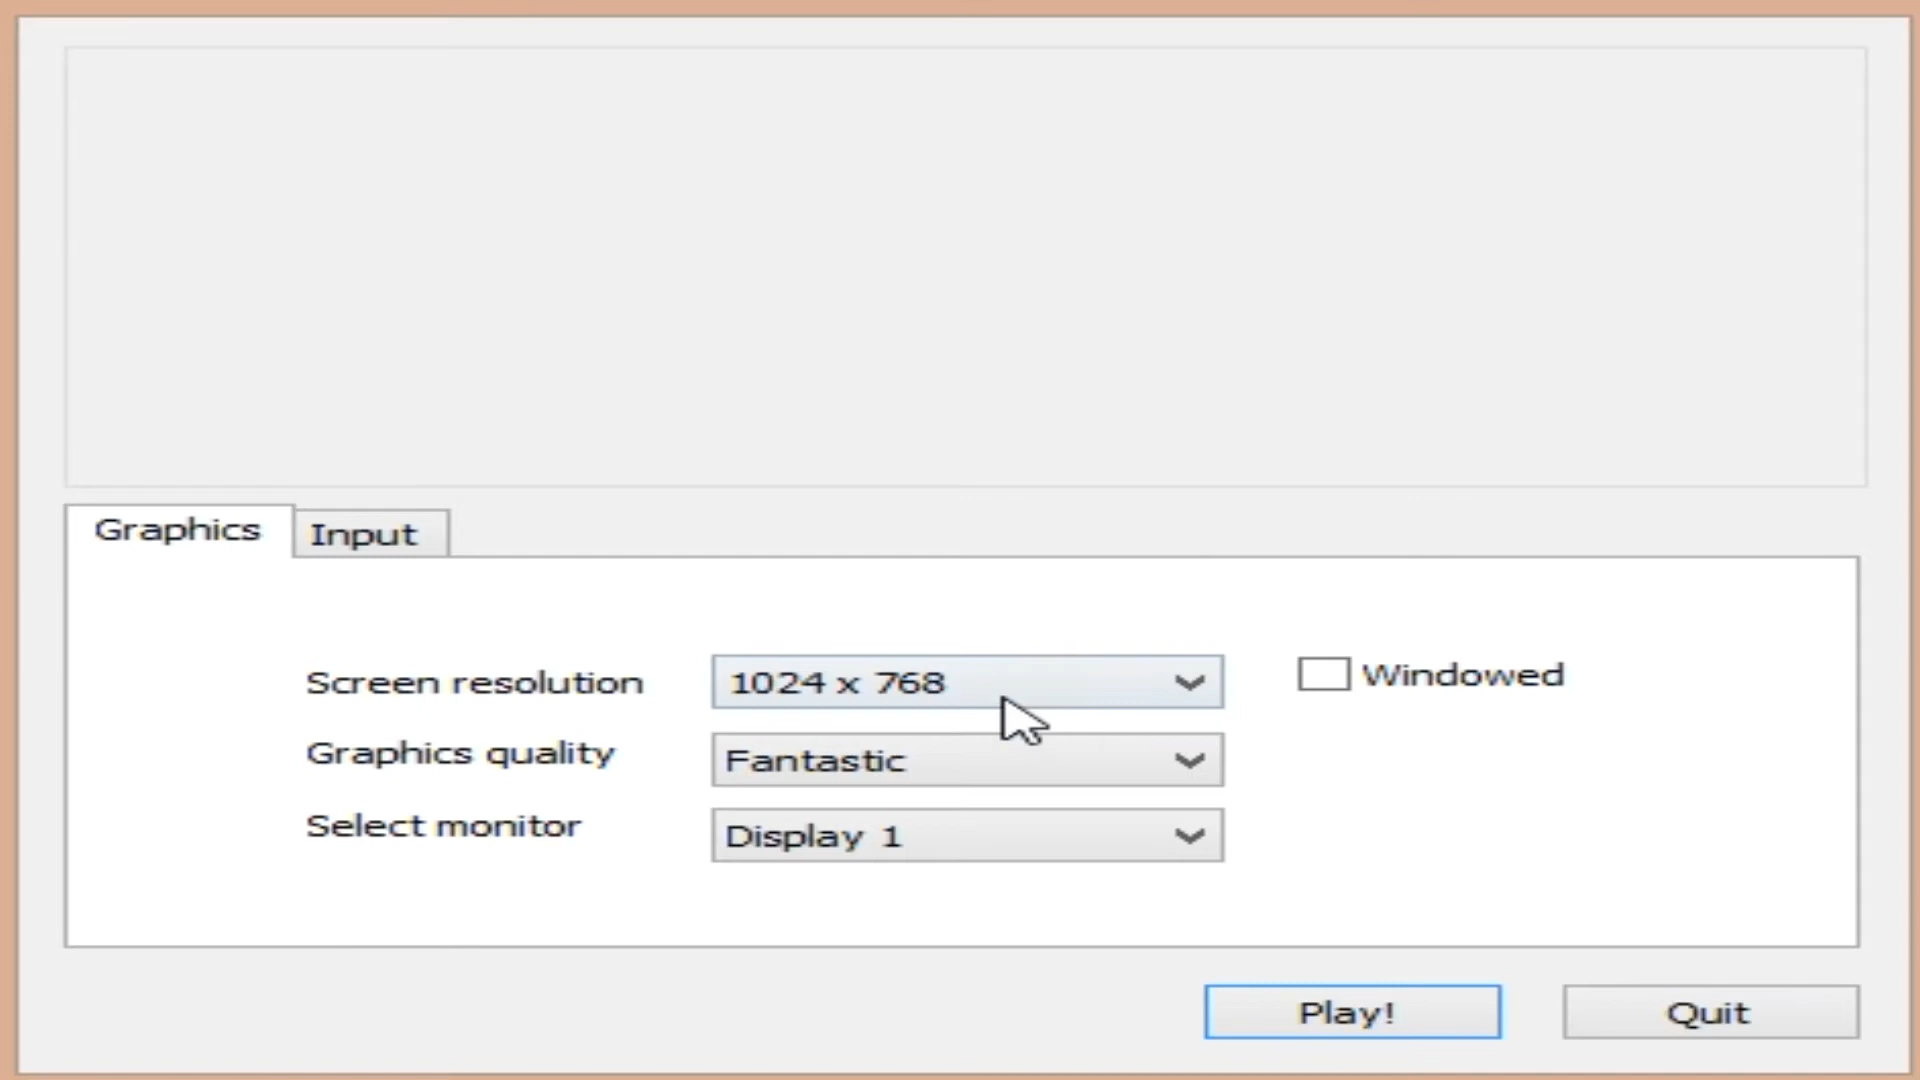 Graphics
Input
Screen resolution
1024 x 768
Windowed
Graphics quality
Fantastic
Select monitor
Display 1
Play!
Quit